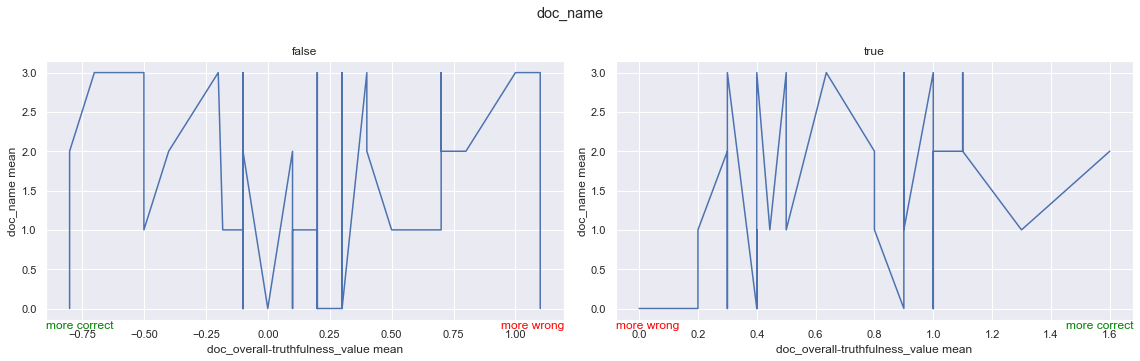 doc_name
false
true
3.0
2.5
2.0
1.5
1.0
0.5
0.0
doc_name mean
more correct
more wrong
−0.75 −0.50 −0.25 0.00 0.25 0.50 0.75 1.00
doc_overall-truthfulness_value mean
3.0
2.5
2.0
1.5
1.0
0.5
0.0
doc_name mean
more wrong
more correct
0.0 0.2 0.4 0.6 0.8 1.0 1.2 1.4 1.6
doc_overall-truthfulness_value mean